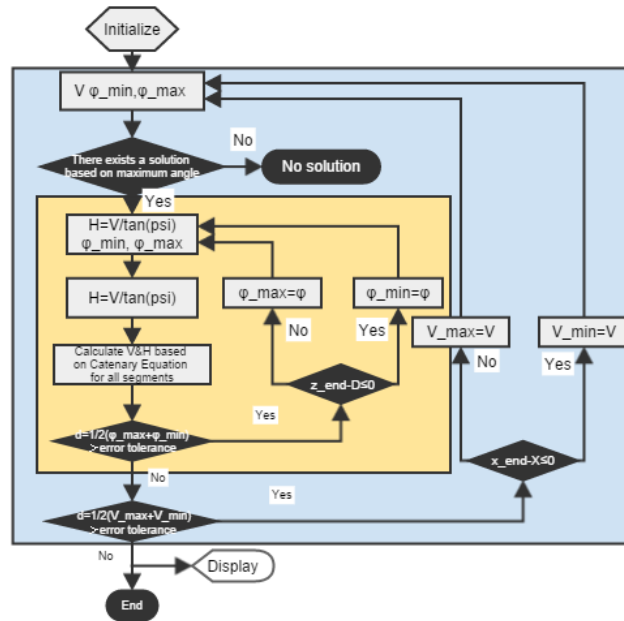 Initialize
V φ_min,φ_max
No
There exists a solution
based on maximum angle
No solution
Yes
H=V/tan(psi)
φ_min, φ_max
φ_max=φ
φ_min=φ
H=V/tan(psi)
No
Yes
V_max=V
V_min=V
No
Yes
Calculate V&H based
on Catenary Equation
for all segments
z_end-D≤0
Yes
d=1/2(φ_max+φ_min)
>error tolerance
x_end-X≤0
No
Yes
d=1/2(V_max+V_min)
>error tolerance
No
Display
End